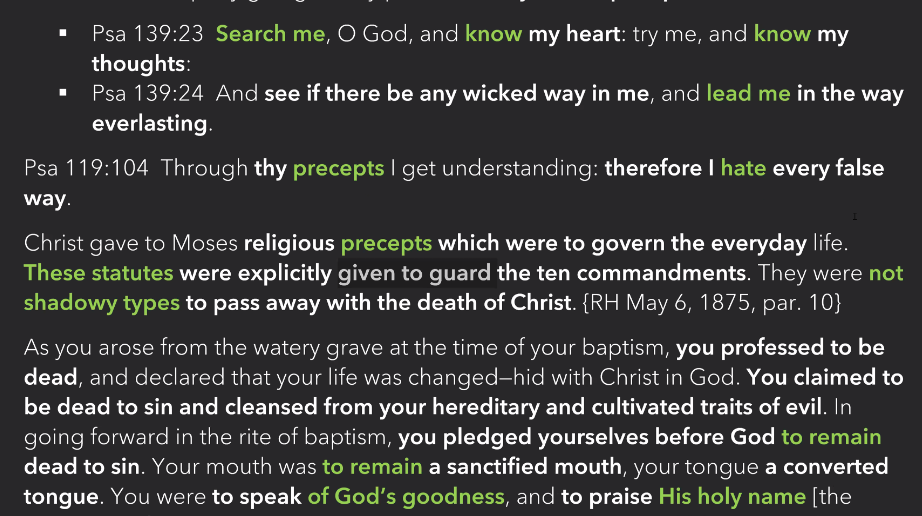 ▪ Psa 139:23 Search me, O God, and know my heart: try me, and know my
thoughts:
▪ Psa 139:24 And see if there be any wicked way in me, and lead me in the way
everlasting.
Psa 119:104 Through thy precepts I get understanding: therefore I hate every false
way.
Christ gave to Moses religious precepts which were to govern the everyday life.
These statutes were explicitly given to guard the ten commandments. They were not
shadowy types to pass away with the death of Christ. {RH May 6, 1875, par. 10}
As you arose from the watery grave at the time of your baptism, you professed to be
dead, and declared that your life was changed—hid with Christ in God. You claimed to
be dead to sin and cleansed from your hereditary and cultivated traits of evil. In
going forward in the rite of baptism, you pledged yourselves before God to remain
dead to sin. Your mouth was to remain a sanctified mouth, your tongue a converted
tongue. You were to speak of God's goodness, and to praise His holy name [the